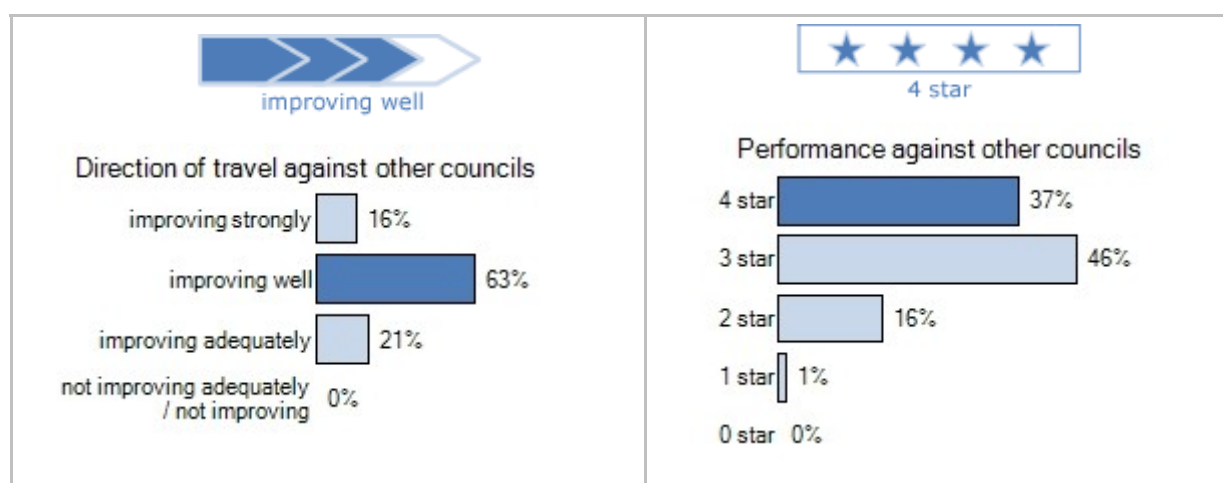 improving well
Direction of travel against other councils
improving strongly 16%
improving well 63%
improving adequately 21%
not improving adequately
/ not improving 0%
4 star
Performance against other councils
4 star 37%
3 star 46%
2 star 16%
1 star 1%
0 star 0%